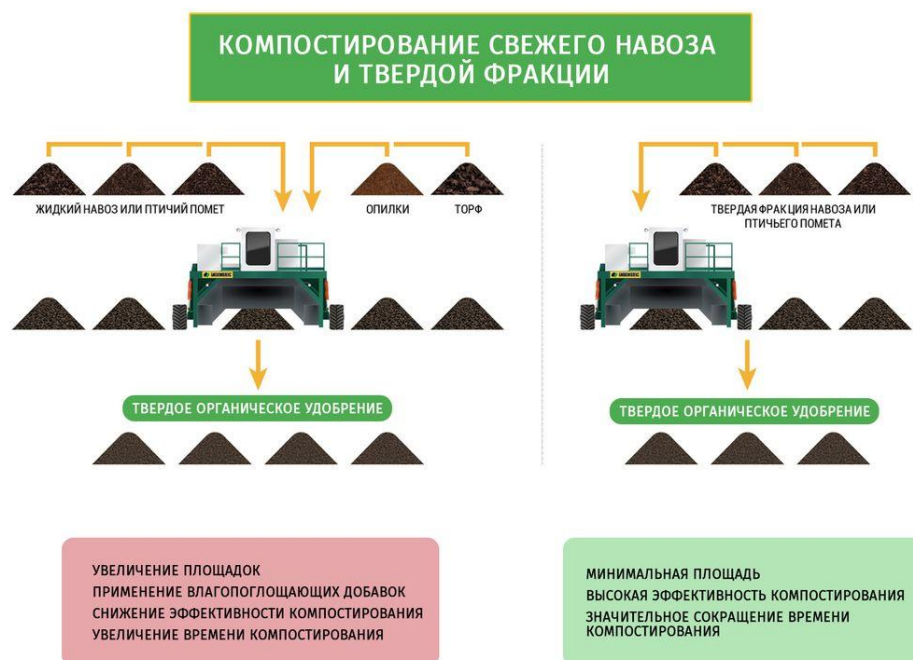 КОМПОСТИРОВАНИЕ СВЕЖЕГО НАВОЗА
И ТВЕРДОЙ ФРАКЦИИ
ЖИДКИЙ НАВОЗ ИЛИ ПТИЧИЙ ПОМЕТ
ОПИЛКИ
ТОРФ
ТВЕРДАЯ ФРАКЦИЯ НАВОЗА ИЛИ
ПТИЧЬЕГО ПОМЕТА
ТВЕРДОЕ ОРГАНИЧЕСКОЕ УДОБРЕНИЕ
ТВЕРДОЕ ОРГАНИЧЕСКОЕ УДОБРЕНИЕ
УВЕЛИЧЕНИЕ ПЛОЩАДОК
ПРИМЕНЕНИЕ ВЛАГОПОГЛОЩАЮЩИХ ДОБАВОК
СНИЖЕНИЕ ЭФФЕКТИВНОСТИ КОМПОСТИРОВАНИЯ
УВЕЛИЧЕНИЕ ВРЕМЕНИ КОМПОСТИРОВАНИЯ
МИНИМАЛЬНАЯ ПЛОЩАДЬ
ВЫСОКАЯ ЭФФЕКТИВНОСТЬ КОМПОСТИРОВАНИЯ
ЗНАЧИТЕЛЬНОЕ СОКРАЩЕНИЕ ВРЕМЕНИ
КОМПОСТИРОВАНИЯ